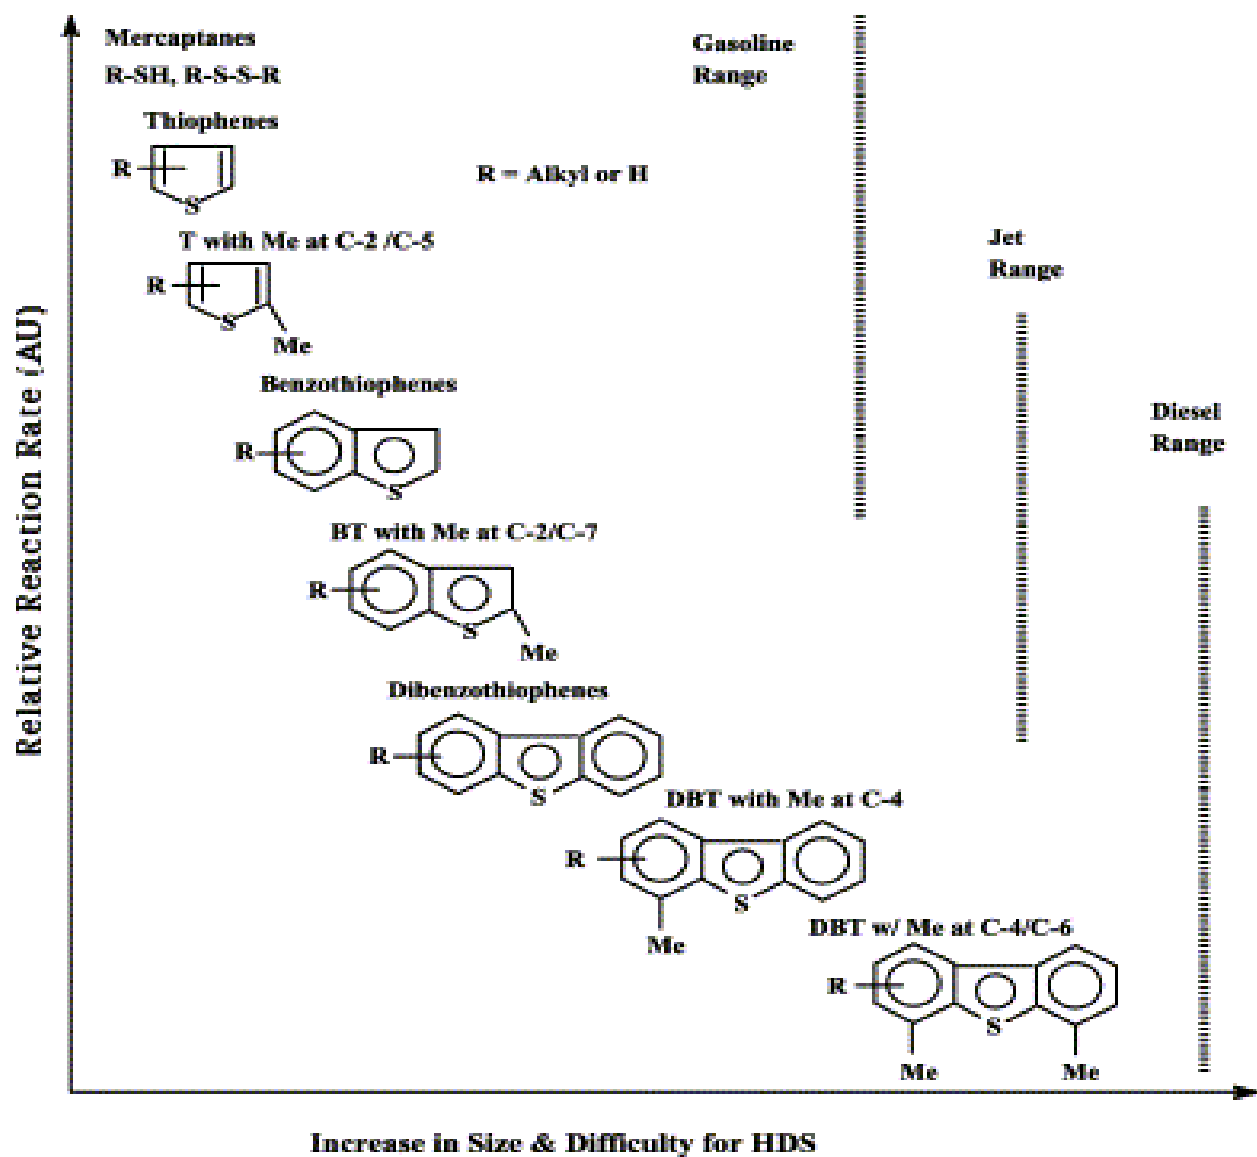 Mercaptanes
R-SH, R-S-S-R
Gasoline
Range
Thiophenes
R
S
R = Alkyl or H
T with Me at C-2 /C-5
R
S
Me
Jet
Range
Benzothiophenes
R
S
Diesel
Range
BT with Me at C-2/C-7
R
S
Me
Dibenzothiophenes
R
S
DBT with Me at C-4
R
S
Me
DBT w/ Me at C-4/C-6
R
S
Me Me
Relative Reaction Rate (AU)
Increase in Size & Difficulty for HDS